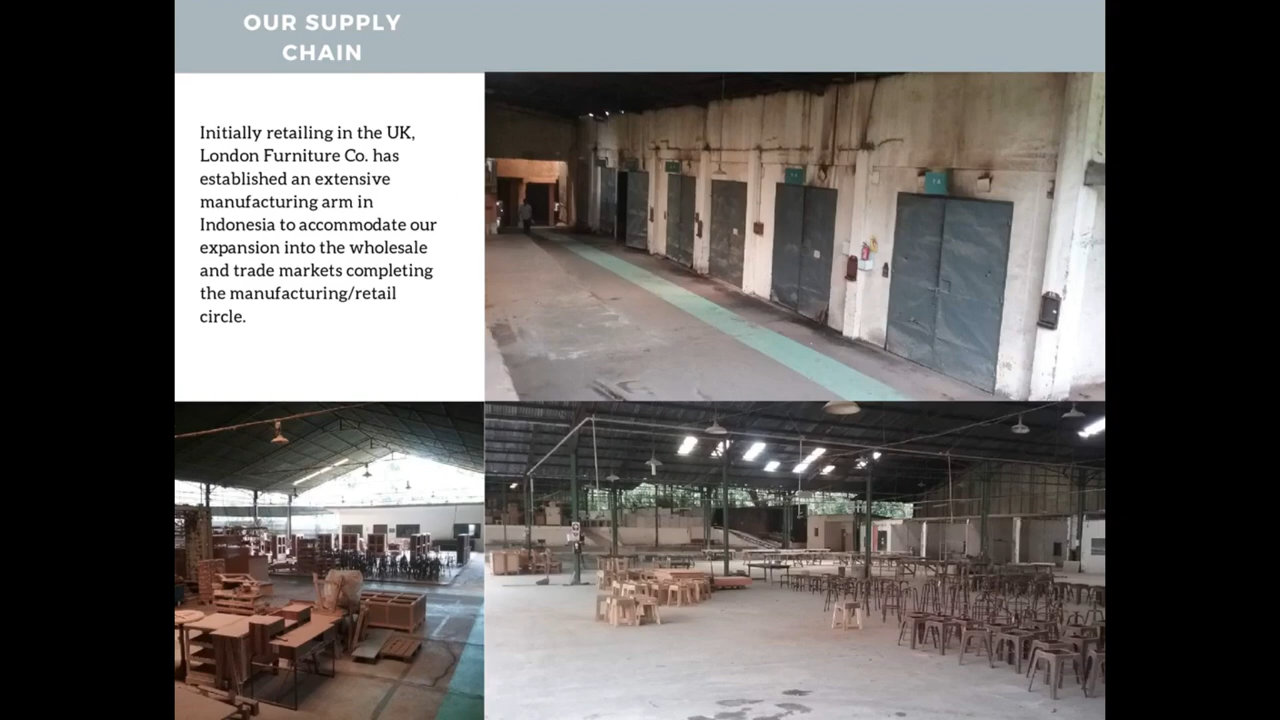 OUR SUPPLY
CHAIN
Initially retailing in the UK,
London Furniture Co. has
established an extensive
manufacturing arm in
Indonesia to accommodate our
expansion into the wholesale
and trade markets completing
the manufacturing/retail
circle.